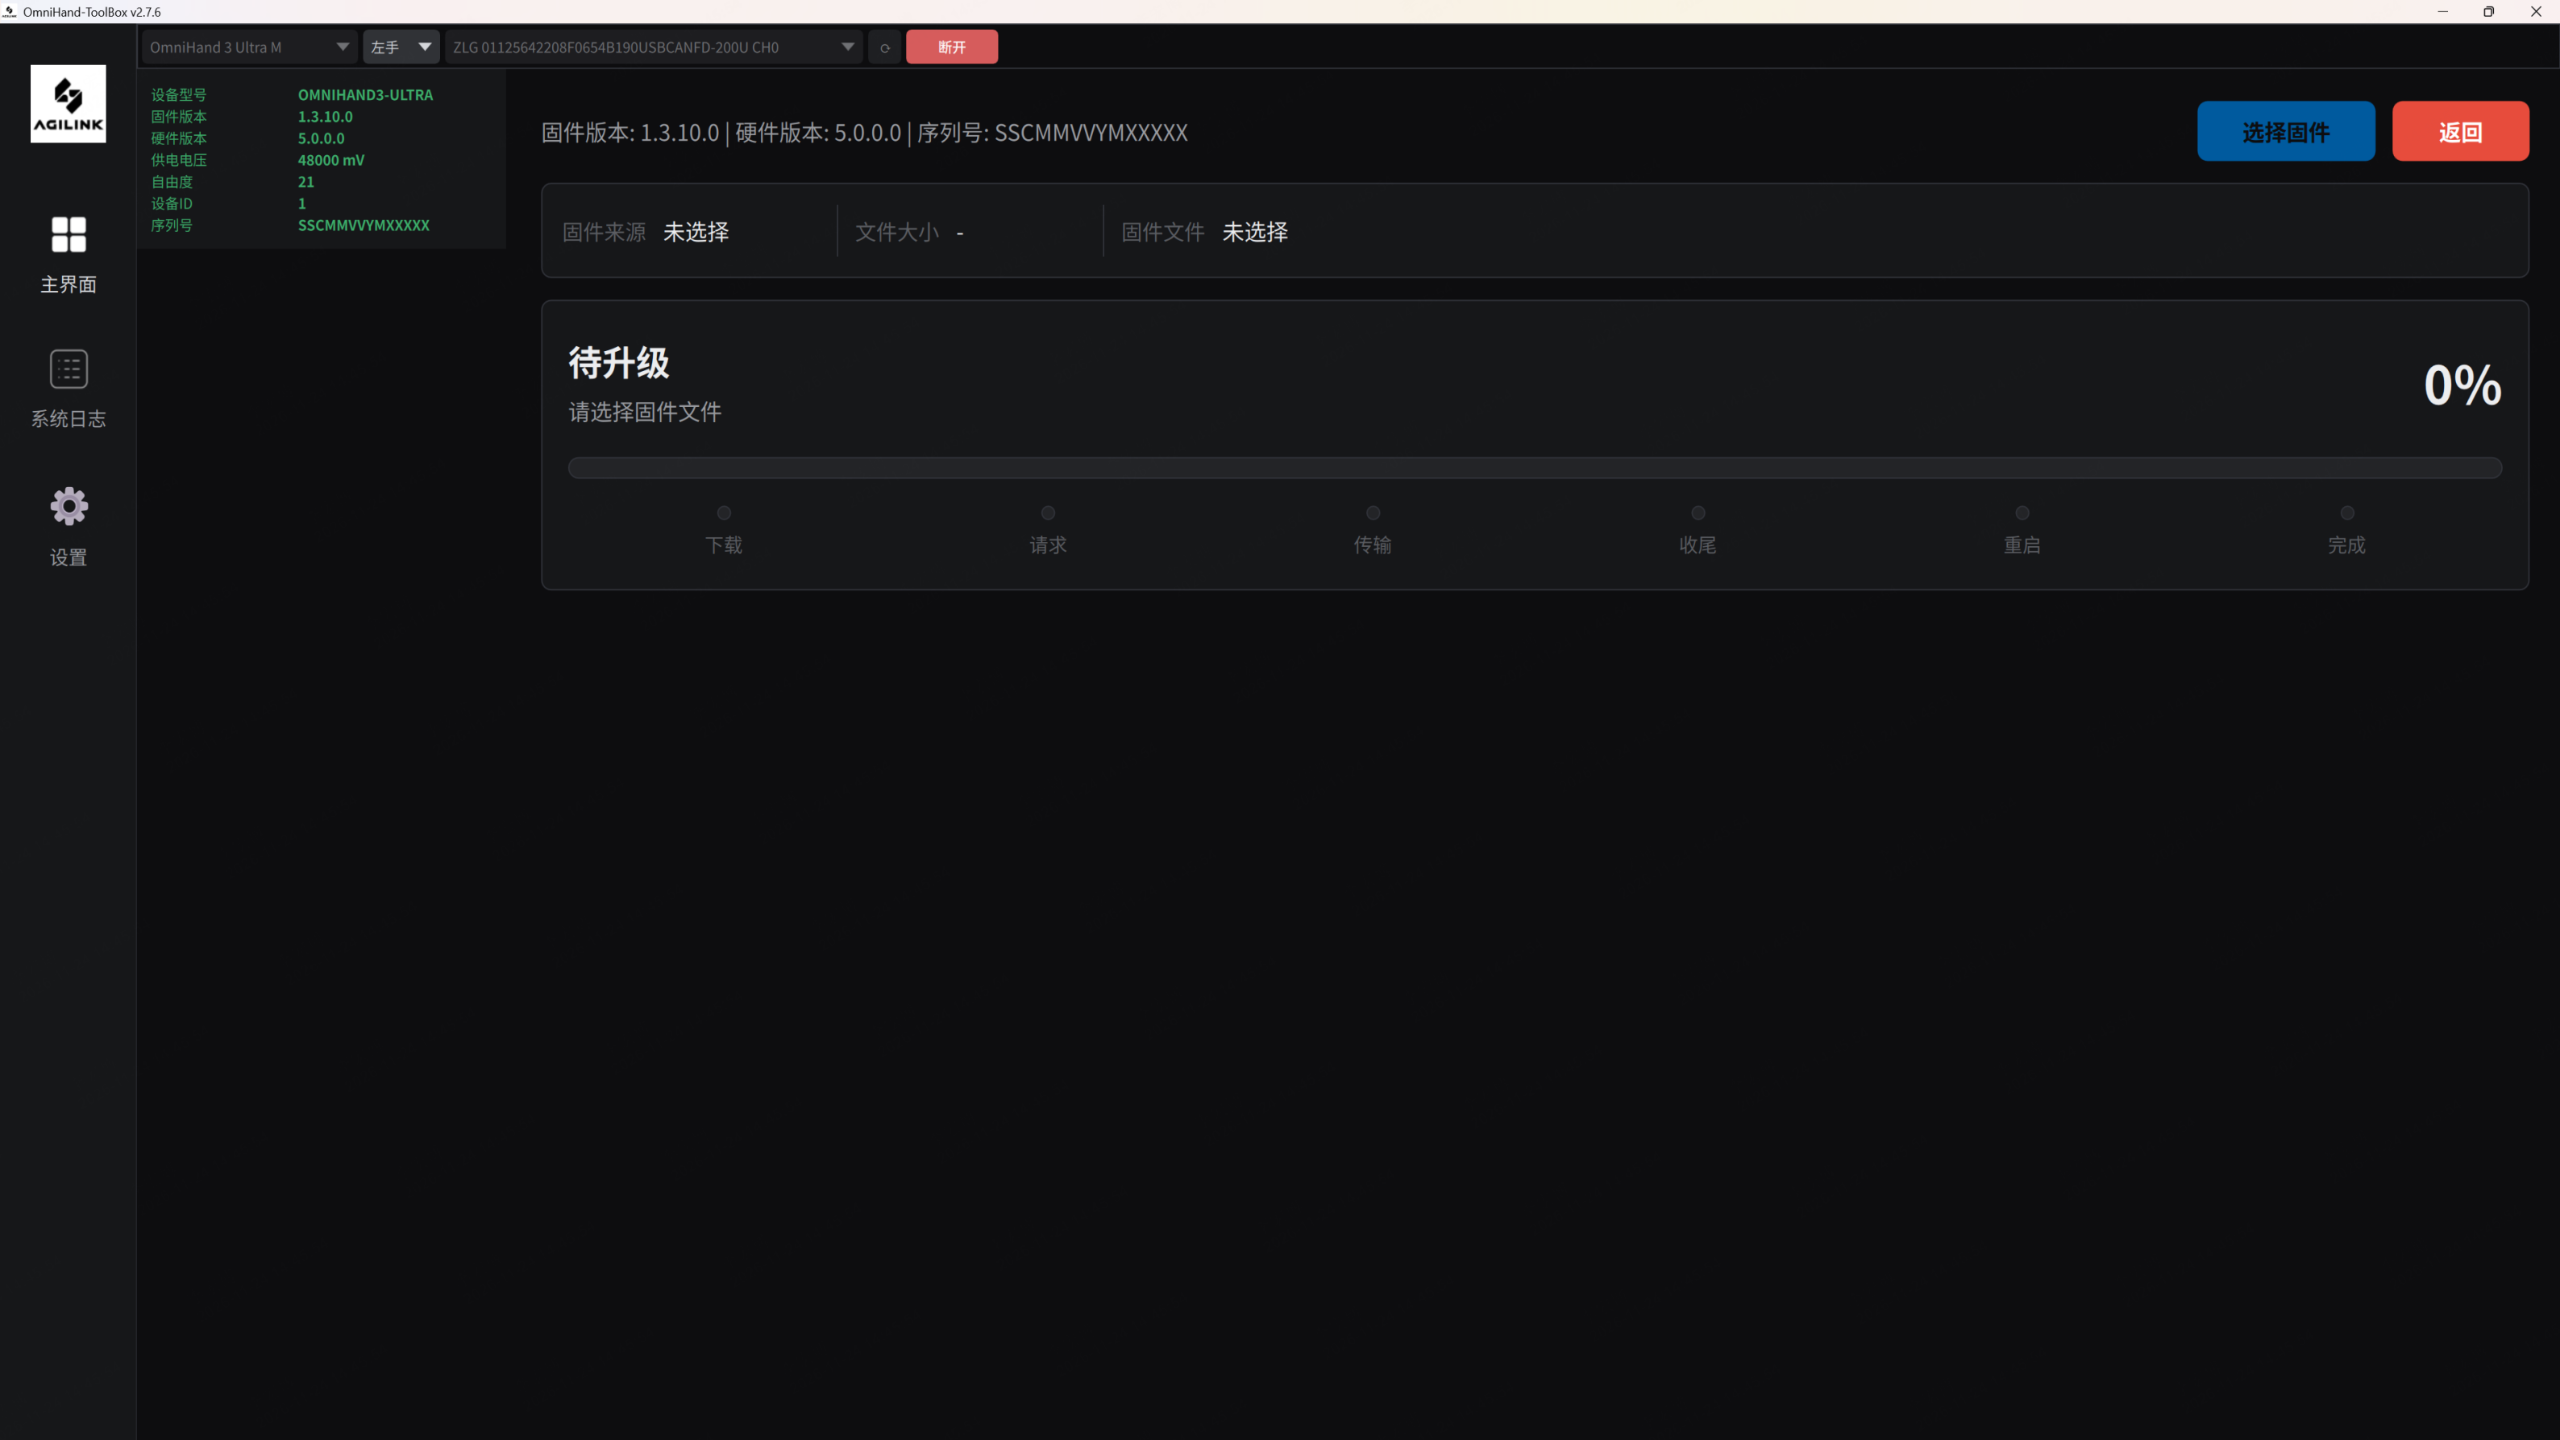 OmniHand-ToolBox v2.7.6
OmniHand 3 Ultra M 左手 ZLG 01125642208F0654B190USBCANFD-200U CH0 断开
AGILINK
主界面
系统日志
设置
设备型号 OMNIHAND3-ULTRA
固件版本 1.3.10.0
硬件版本 5.0.0.0
供电电压 48000 mV
自由度 21
设备ID 1
序列号 SSCMMVVYMXXXXX
固件版本: 1.3.10.0 | 硬件版本: 5.0.0.0 | 序列号: SSCMMVVYMXXXXX
选择固件 返回
固件来源 未选择 文件大小 - 固件文件 未选择
待升级
请选择固件文件
0%
下载 请求 传输 收尾 重启 完成